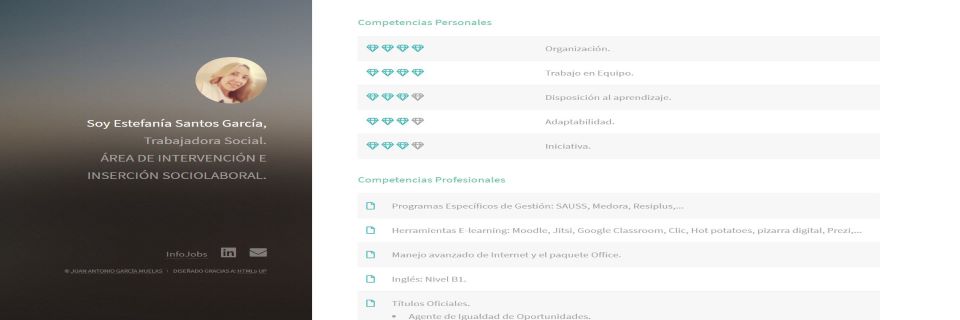 Soy Estefanía Santos García,
Trabajadora Social.
ÁREA DE INTERVENCIÓN E
INSERCIÓN SOCIOLABORAL.
InfoJobs
© JUAN ANTONIO GARCÍA MUELAS DISEÑADO GRACIAS A: HTML5 UP
Competencias Personales
Organización.
Trabajo en Equipo.
Disposición al aprendizaje.
Adaptabilidad.
Iniciativa.
Competencias Profesionales
Programas Específicos de Gestión: SAUSS, Medora, Resiplus,...
Herramientas E-learning: Moodle, Jitsi, Google Classroom, Clic, Hot potatoes, pizarra digital, Prezi,...
Manejo avanzado de Internet y el paquete Office.
Inglés: Nivel B1.
Títulos Oficiales.
• Agente de Igualdad de Oportunidades.